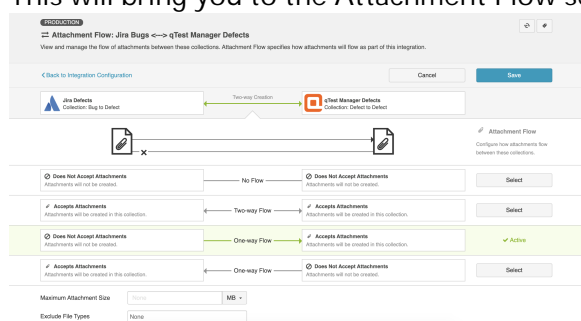 This will bring you to the Attachment Flow
PRODUCTION
Attachment Flow: Jira Bugs <—> qTest Manager Defects
View and manage the flow of attachments between these collections. Attachment Flow specifies how attachments will flow as part of this integration.
Back to Integration Configuration
Cancel
Save
Jira Defects
Collection: Bug to Defect
Two-way Creation
qTest Manager Defects
Collection: Defect to Defect
Attachment Flow
Configure how attachments flow
between these collections.
Does Not Accept Attachments
Attachments will not be created.
No Flow
Does Not Accept Attachments
Attachments will not be created.
Select
Accepts Attachments
Attachments will be created in this collection.
Two-way Flow
Accepts Attachments
Attachments will be created in this collection.
Select
Does Not Accept Attachments
Attachments will not be created.
One-way Flow
Accepts Attachments
Attachments will be created in this collection.
Active
Accepts Attachments
Attachments will be created in this collection.
One-way Flow
Does Not Accept Attachments
Attachments will not be created.
Select
Maximum Attachment Size
None
MB
Exclude File Types
None